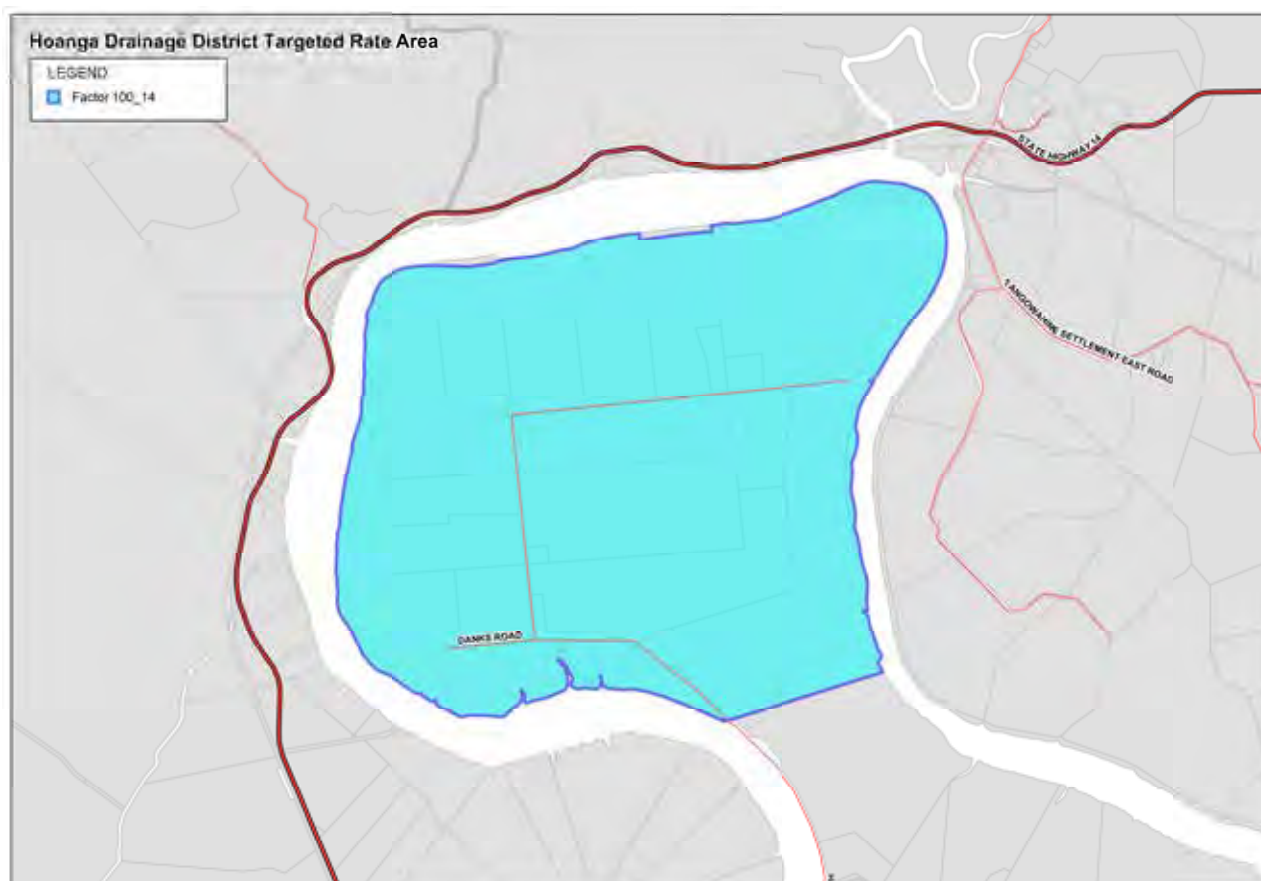 Hoanga Drainage District Targeted Rate Area
LEGEND
Factor 100_14
STATE HIGHWAY 14
TANGOWAHINE SETTLEMENT EAST ROAD
DANKS ROAD